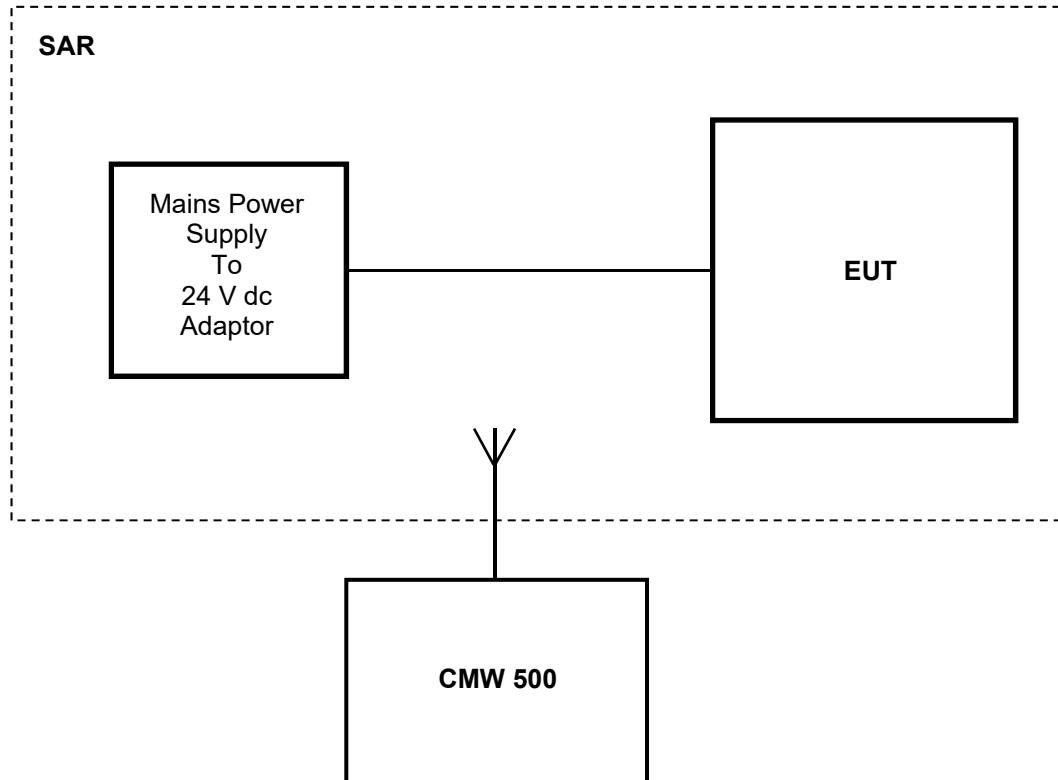 SAR
Mains Power
Supply
To
24 V dc
Adaptor
EUT
CMW 500